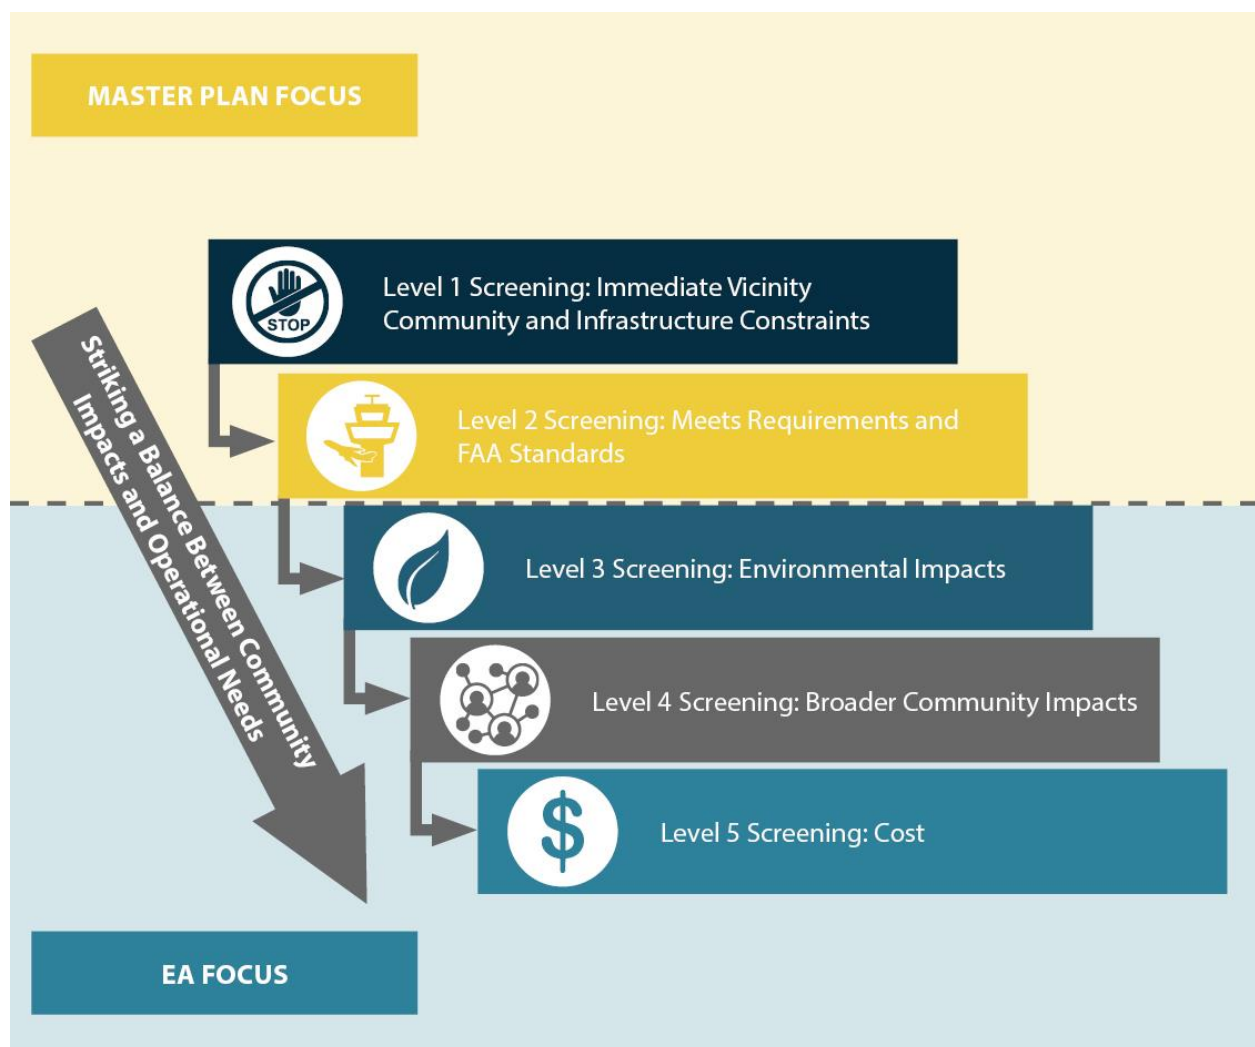 MASTER PLAN FOCUS
STOP
Level 1 Screening: Immediate Vicinity
Community and Infrastructure Constraints
Level 2 Screening: Meets Requirements and
FAA Standards
Striking a Balance Between Community
Impacts and Operational Needs
Level 3 Screening: Environmental Impacts
Level 4 Screening: Broader Community Impacts
$
Level 5 Screening: Cost
EA FOCUS